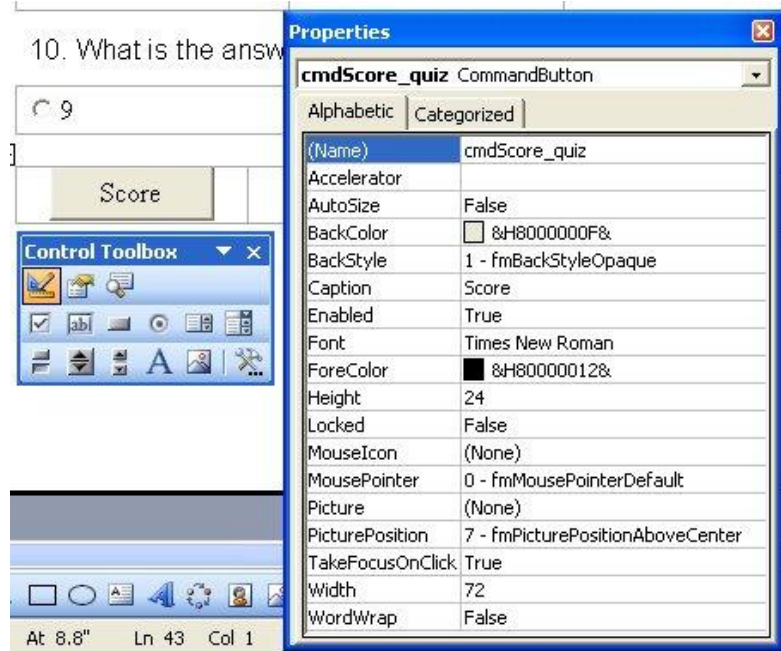 10. What is the answ
9
Score
Control Toolbox
ab
A
At 8.8" Ln 43 Col 1
Properties
cmdScore_quiz CommandButton
Alphabetic Categorized
(Name) cmdScore_quiz
Accelerator
AutoSize False
BackColor &H8000000F&
BackStyle 1 - fmBackStyleOpaque
Caption Score
Enabled True
Font Times New Roman
ForeColor &H80000012&
Height 24
Locked False
MouseIcon (None)
MousePointer 0 - fmMousePointerDefault
Picture (None)
PicturePosition 7 - fmPicturePositionAboveCenter
TakeFocusOnClick True
Width 72
WordWrap False